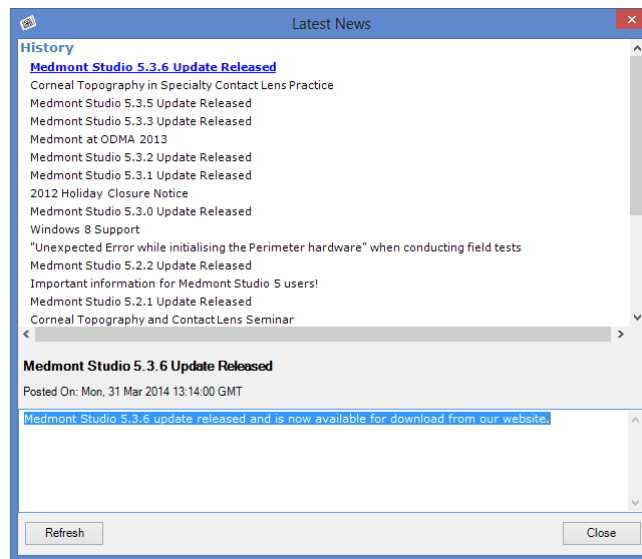 Latest News
History
Medmont Studio 5.3.6 Update Released
Corneal Topography in Specialty Contact Lens Practice
Medmont Studio 5.3.5 Update Released
Medmont Studio 5.3.3 Update Released
Medmont at ODMA 2013
Medmont Studio 5.3.2 Update Released
Medmont Studio 5.3.1 Update Released
2012 Holiday Closure Notice
Medmont Studio 5.3.0 Update Released
Windows 8 Support
"Unexpected Error while initialising the Perimeter hardware" when conducting field tests
Medmont Studio 5.2.2 Update Released
Important information for Medmont Studio 5 users!
Medmont Studio 5.2.1 Update Released
Corneal Topography and Contact Lens Seminar
Medmont Studio 5.3.6 Update Released
Posted On: Mon, 31 Mar 2014 13:14:00 GMT
Medmont Studio 5.3.6 update released and is now available for download from our website.
Refresh
Close